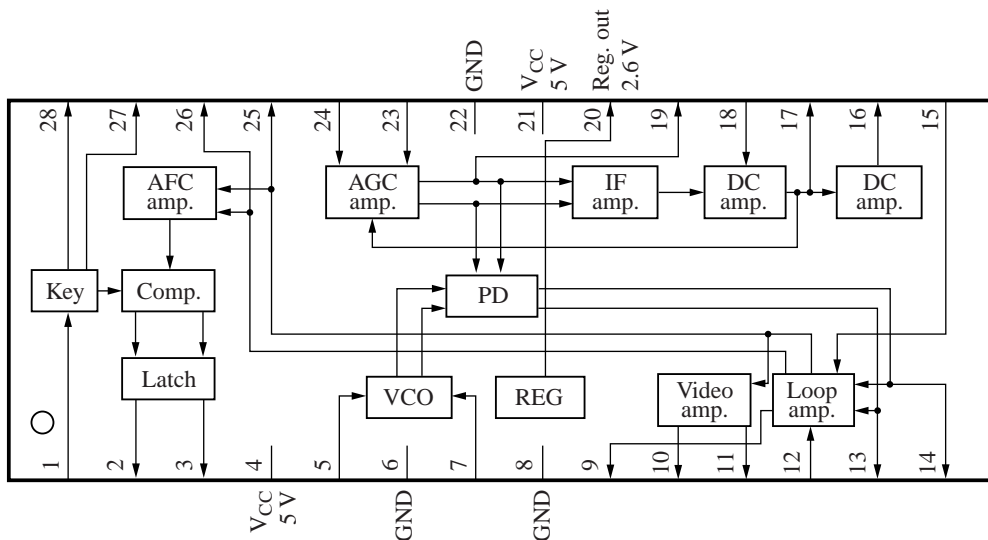 GND
VCC
5 V
Reg. out
2.6 V
28
27
26
25
24
23
22
21
20
19
18
17
16
15
AFC
amp.
AGC
amp.
IF
amp.
DC
amp.
DC
amp.
Key
Comp.
PD
Latch
VCO
REG
Video
amp.
Loop
amp.
1
2
3
4
5
6
7
8
9
10
11
12
13
14
VCC
5 V
GND
GND